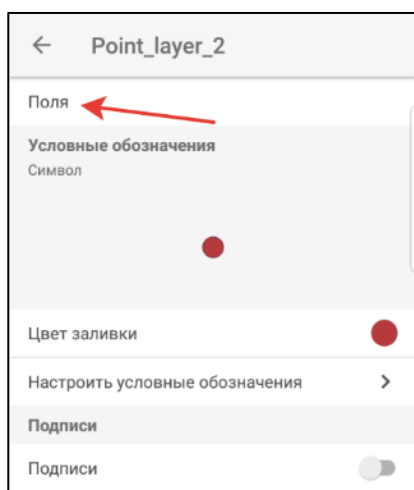 Point_layer_2
Поля
Условные обозначения
Символ
Цвет заливки
Настроить условные обозначения
Подписи
Подписи